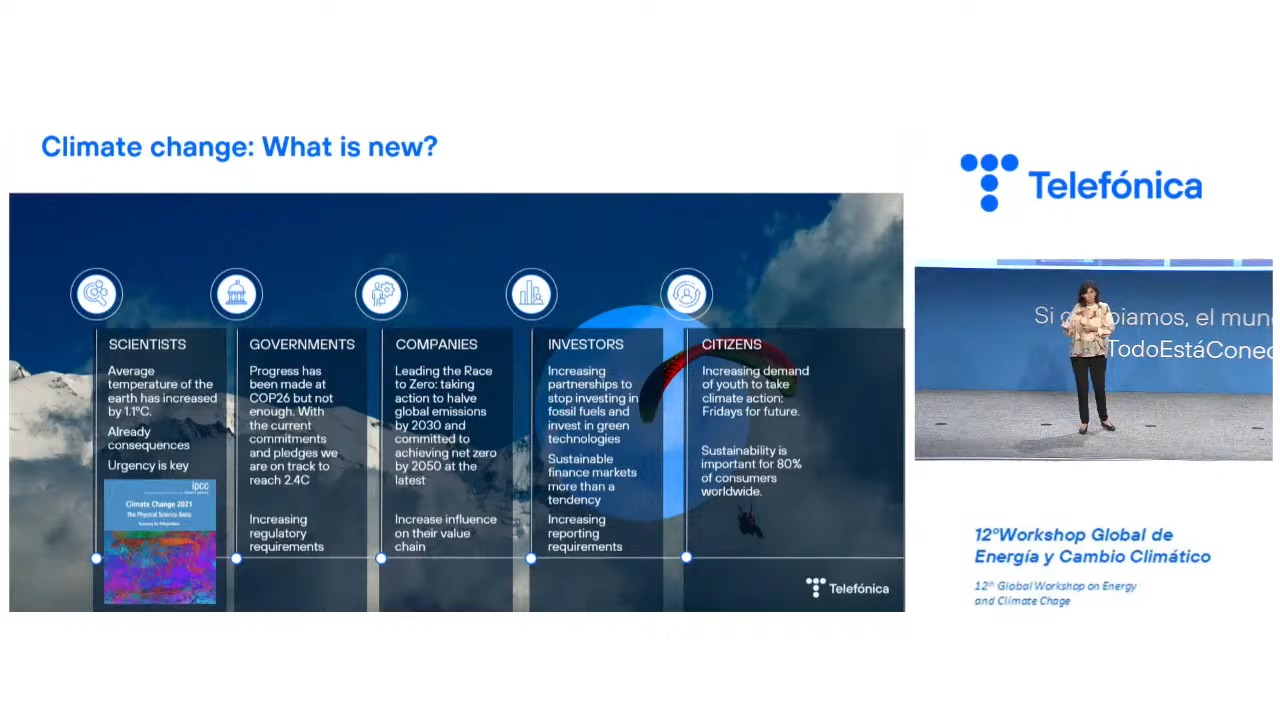 Climate change: What is new?
SCIENTISTS
Average
temperature of the
earth has increased
by 1.1ºC.
Already
consequences
Urgency is key
ipcc
Climate Change 2021
The Physical Science Basis
Summary for Policymakers
GOVERNMENTS
Progress has
been made at
COP26 but not
enough. With
the current
commitments
and pledges we
are on track to
reach 2.4C
Increasing
regulatory
requirements
COMPANIES
Leading the Race
to Zero: taking
action to halve
global emissions
by 2030 and
committed to
achieving net zero
by 2050 at the
latest
Increase influence
on their value
chain
INVESTORS
Increasing
partnerships to
stop investing in
fossil fuels and
invest in green
technologies
Sustainable
finance markets
more than a
tendency
Increasing
reporting
requirements
CITIZENS
Increasing demand
of youth to take
climate action:
Fridays for future.
Sustainability is
important for 80%
of consumers
worldwide.
Telefónica
Telefónica
Si biamos, el mun
TodoEstáConec
12ºWorkshop Global de
Energía y Cambio Climático
12th Global Workshop on Energy
and Climate Chage